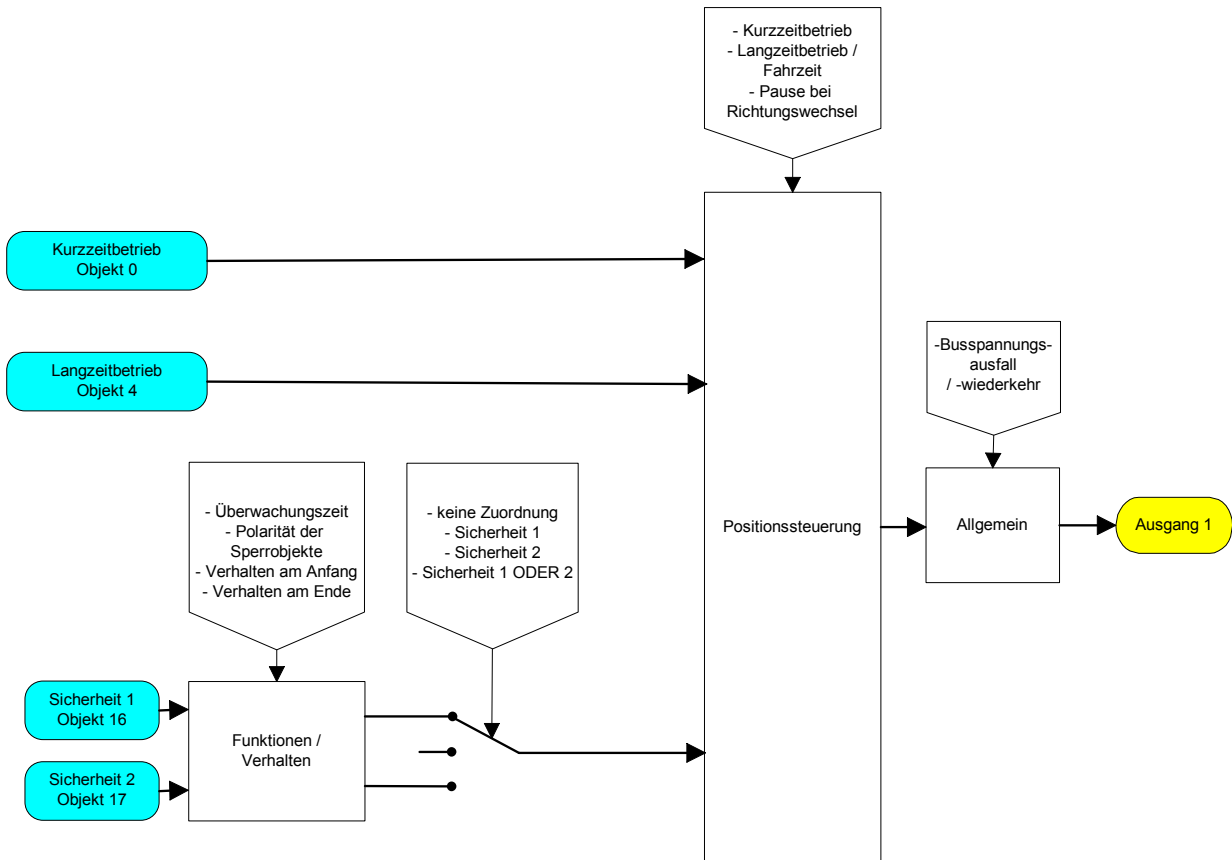 - Kurzzeitbetrieb
- Langzeitbetrieb /
Fahrzeit
- Pause bei
Richtungswechsel
Kurzzeitbetrieb
Objekt 0
Langzeitbetrieb
Objekt 4
-Busspannungs-
ausfall
/ -wiederkehr
- Überwachungszeit
- Polarität der
Sperrobjekte
- Verhalten am Anfang
- Verhalten am Ende
- keine Zuordnung
- Sicherheit 1
- Sicherheit 2
- Sicherheit 1 ODER 2
Positionssteuerung
Allgemein
Ausgang 1
Sicherheit 1
Objekt 16
Funktionen /
Verhalten
Sicherheit 2
Objekt 17